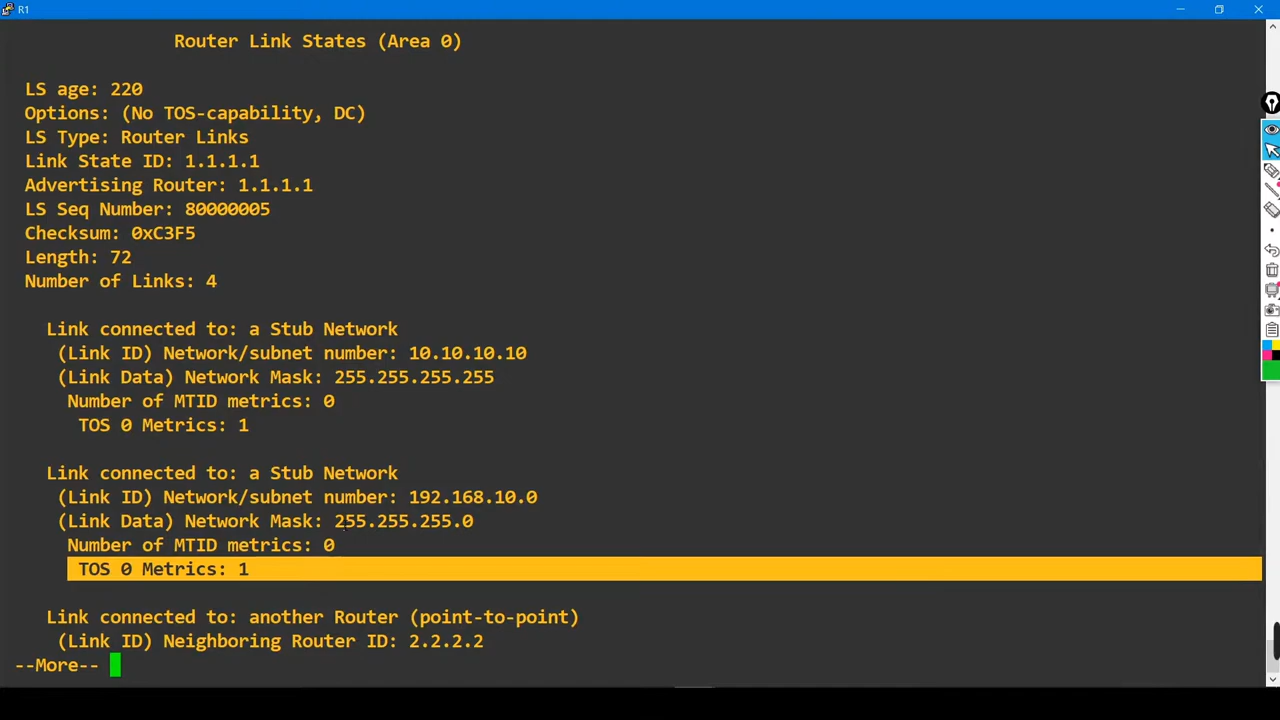 R1
Router Link States (Area 0)
LS age: 220
Options: (No TOS-capability, DC)
LS Type: Router Links
Link State ID: 1.1.1.1
Advertising Router: 1.1.1.1
LS Seq Number: 80000005
Checksum: 0xC3F5
Length: 72
Number of Links: 4
Link connected to: a Stub Network
(Link ID) Network/subnet number: 10.10.10.10
(Link Data) Network Mask: 255.255.255.255
Number of MTID metrics: 0
TOS 0 Metrics: 1
Link connected to: a Stub Network
(Link ID) Network/subnet number: 192.168.10.0
(Link Data) Network Mask: 255.255.255.0
Number of MTID metrics: 0
TOS 0 Metrics: 1
Link connected to: another Router (point-to-point)
(Link ID) Neighboring Router ID: 2.2.2.2
--More--